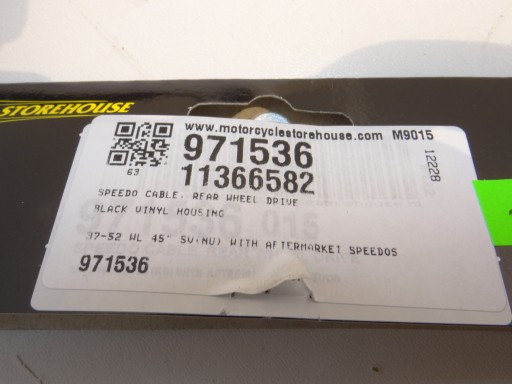 STOREHOUSE
www.motorcyclestorehouse.com M9015
971536
11366582
12228
63
SPEEDO CABLE, REAR WHEEL DRIVE
BLACK VINYL HOUSING
37-52 WL 45" SV(NU) WITH AFTERMARKET SPEEDOS
971536